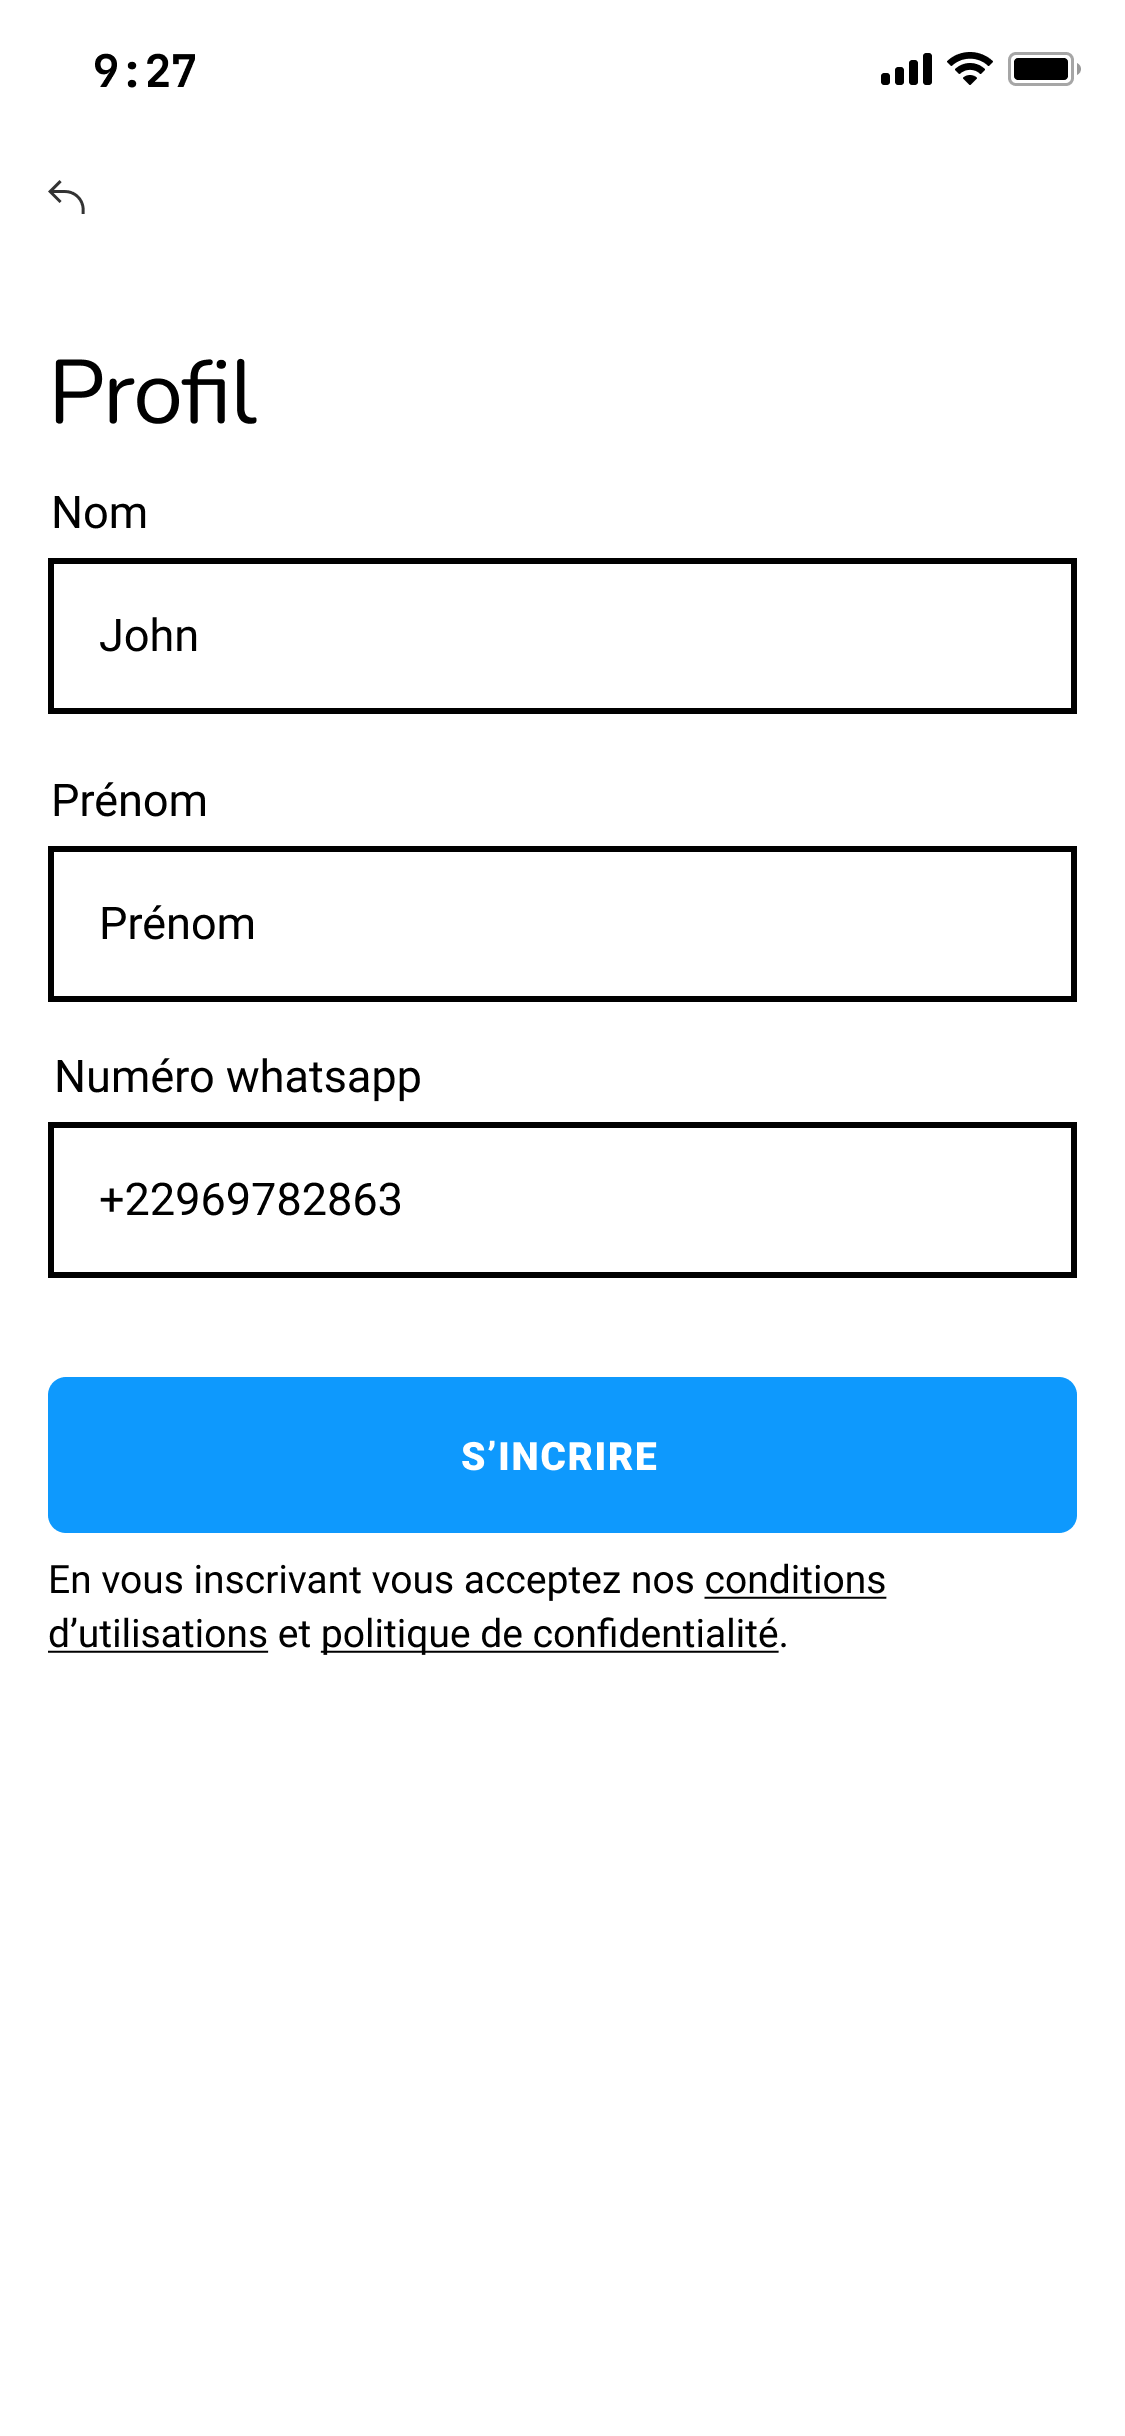 9:27
Profil
Nom
John
Prénom
Prénom
Numéro whatsapp
+22969782863
S’INCRIRE
En vous inscrivant vous acceptez nos conditions
d’utilisations et politique de confidentialité.